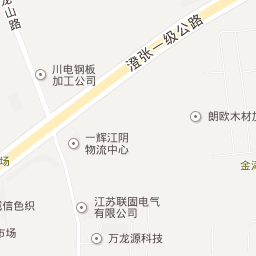 龙山路
澄张一级公路
川电钢板
加工公司
朗欧木材加
一辉江阴
物流中心
场
金
诚信色织
市场
江苏联固电气
有限公司
万龙源科技